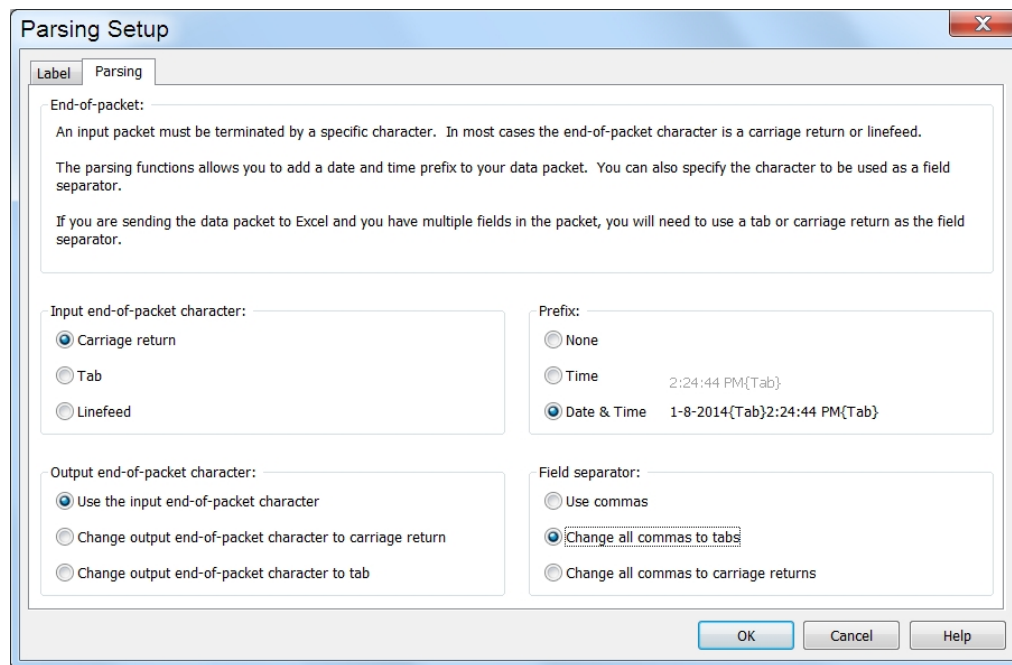 Parsing Setup
X
Label
Parsing
End-of-packet:
An input packet must be terminated by a specific character. In most cases the end-of-packet character is a carriage return or linefeed.
The parsing functions allows you to add a date and time prefix to your data packet. You can also specify the character to be used as a field
separator.
If you are sending the data packet to Excel and you have multiple fields in the packet, you will need to use a tab or carriage return as the field
separator.
Input end-of-packet character:
Carriage return
Tab
Linefeed
Prefix:
None
Time 2:24:44 PM{Tab}
Date & Time 1-8-2014{Tab}2:24:44 PM{Tab}
Output end-of-packet character:
Use the input end-of-packet character
Change output end-of-packet character to carriage return
Change output end-of-packet character to tab
Field separator:
Use commas
Change all commas to tabs
Change all commas to carriage returns
OK
Cancel
Help